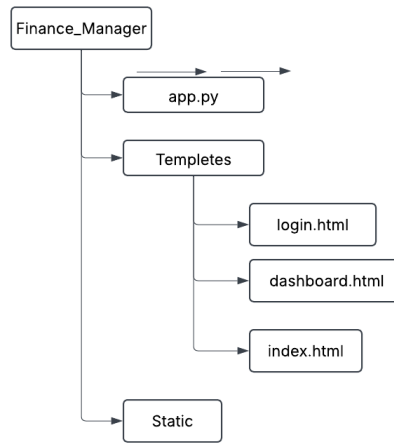 Finance_Manager
app.py
Templetes
login.html
dashboard.html
index.html
Static